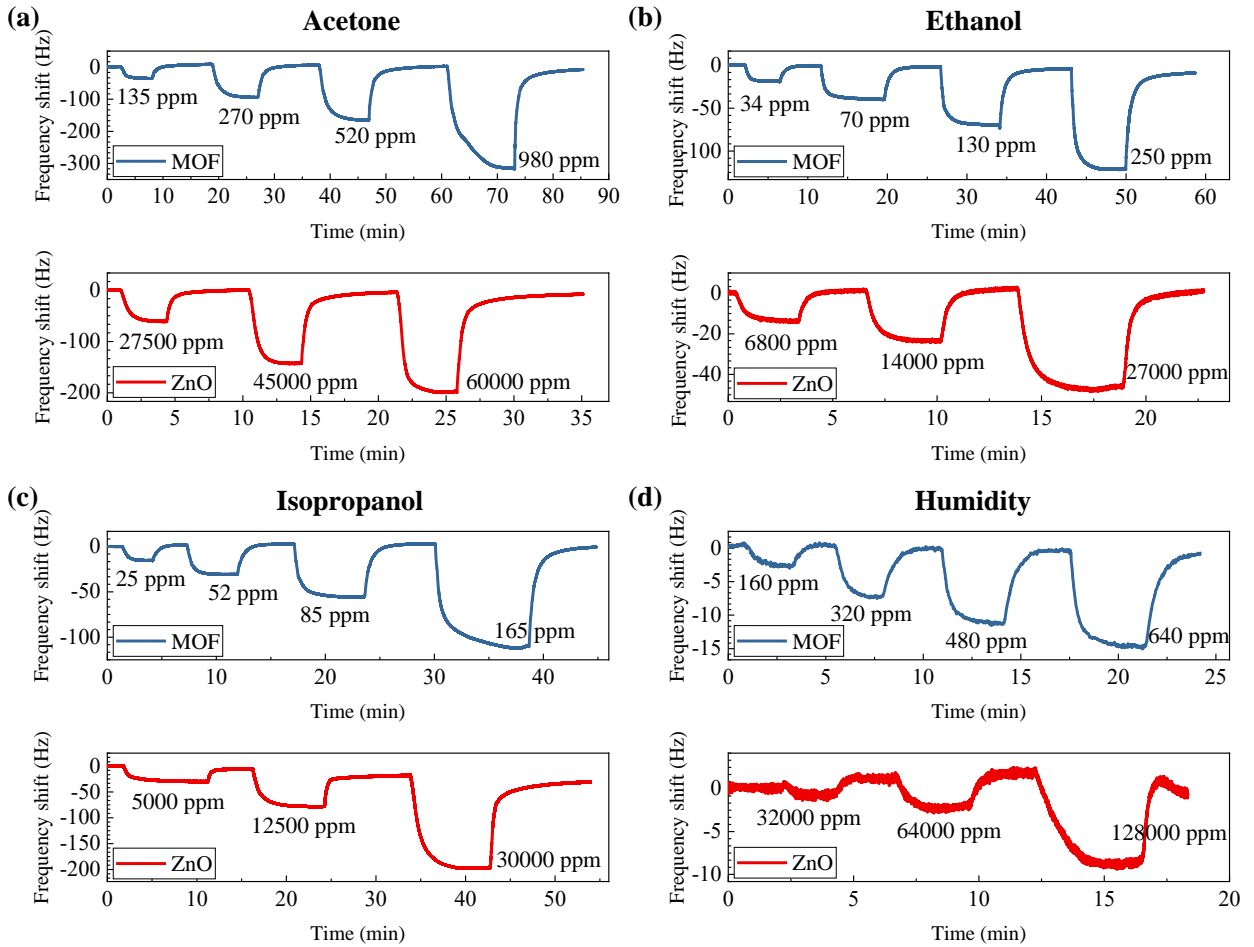 (a)
Acetone
Frequency shift (Hz)
0
-100
-200
-300
135 ppm
270 ppm
520 ppm
980 ppm
MOF
0 10 20 30 40 50 60 70 80 90
Time (min)
Frequency shift (Hz)
0
-100
-200
27500 ppm
45000 ppm
60000 ppm
ZnO
0 5 10 15 20 25 30 35
Time (min)
(b)
Ethanol
Frequency shift (Hz)
0
-50
-100
34 ppm
70 ppm
130 ppm
250 ppm
MOF
0 10 20 30 40 50 60
Time (min)
Frequency shift (Hz)
0
-20
-40
6800 ppm
14000 ppm
27000 ppm
ZnO
0 5 10 15 20
Time (min)
(c)
Isopropanol
Frequency shift (Hz)
0
-50
-100
25 ppm
52 ppm
85 ppm
165 ppm
MOF
0 10 20 30 40
Time (min)
Frequency shift (Hz)
0
-50
-100
-150
-200
5000 ppm
12500 ppm
30000 ppm
ZnO
0 5 10 15 20 25 30 35 40 45 50 55
Time (min)
(d)
Humidity
Frequency shift (Hz)
0
-5
-10
-15
160 ppm
320 ppm
480 ppm
640 ppm
MOF
0 5 10 15 20 25
Time (min)
Frequency shift (Hz)
0
-5
-10
32000 ppm
64000 ppm
128000 ppm
ZnO
0 5 10 15 20
Time (min)